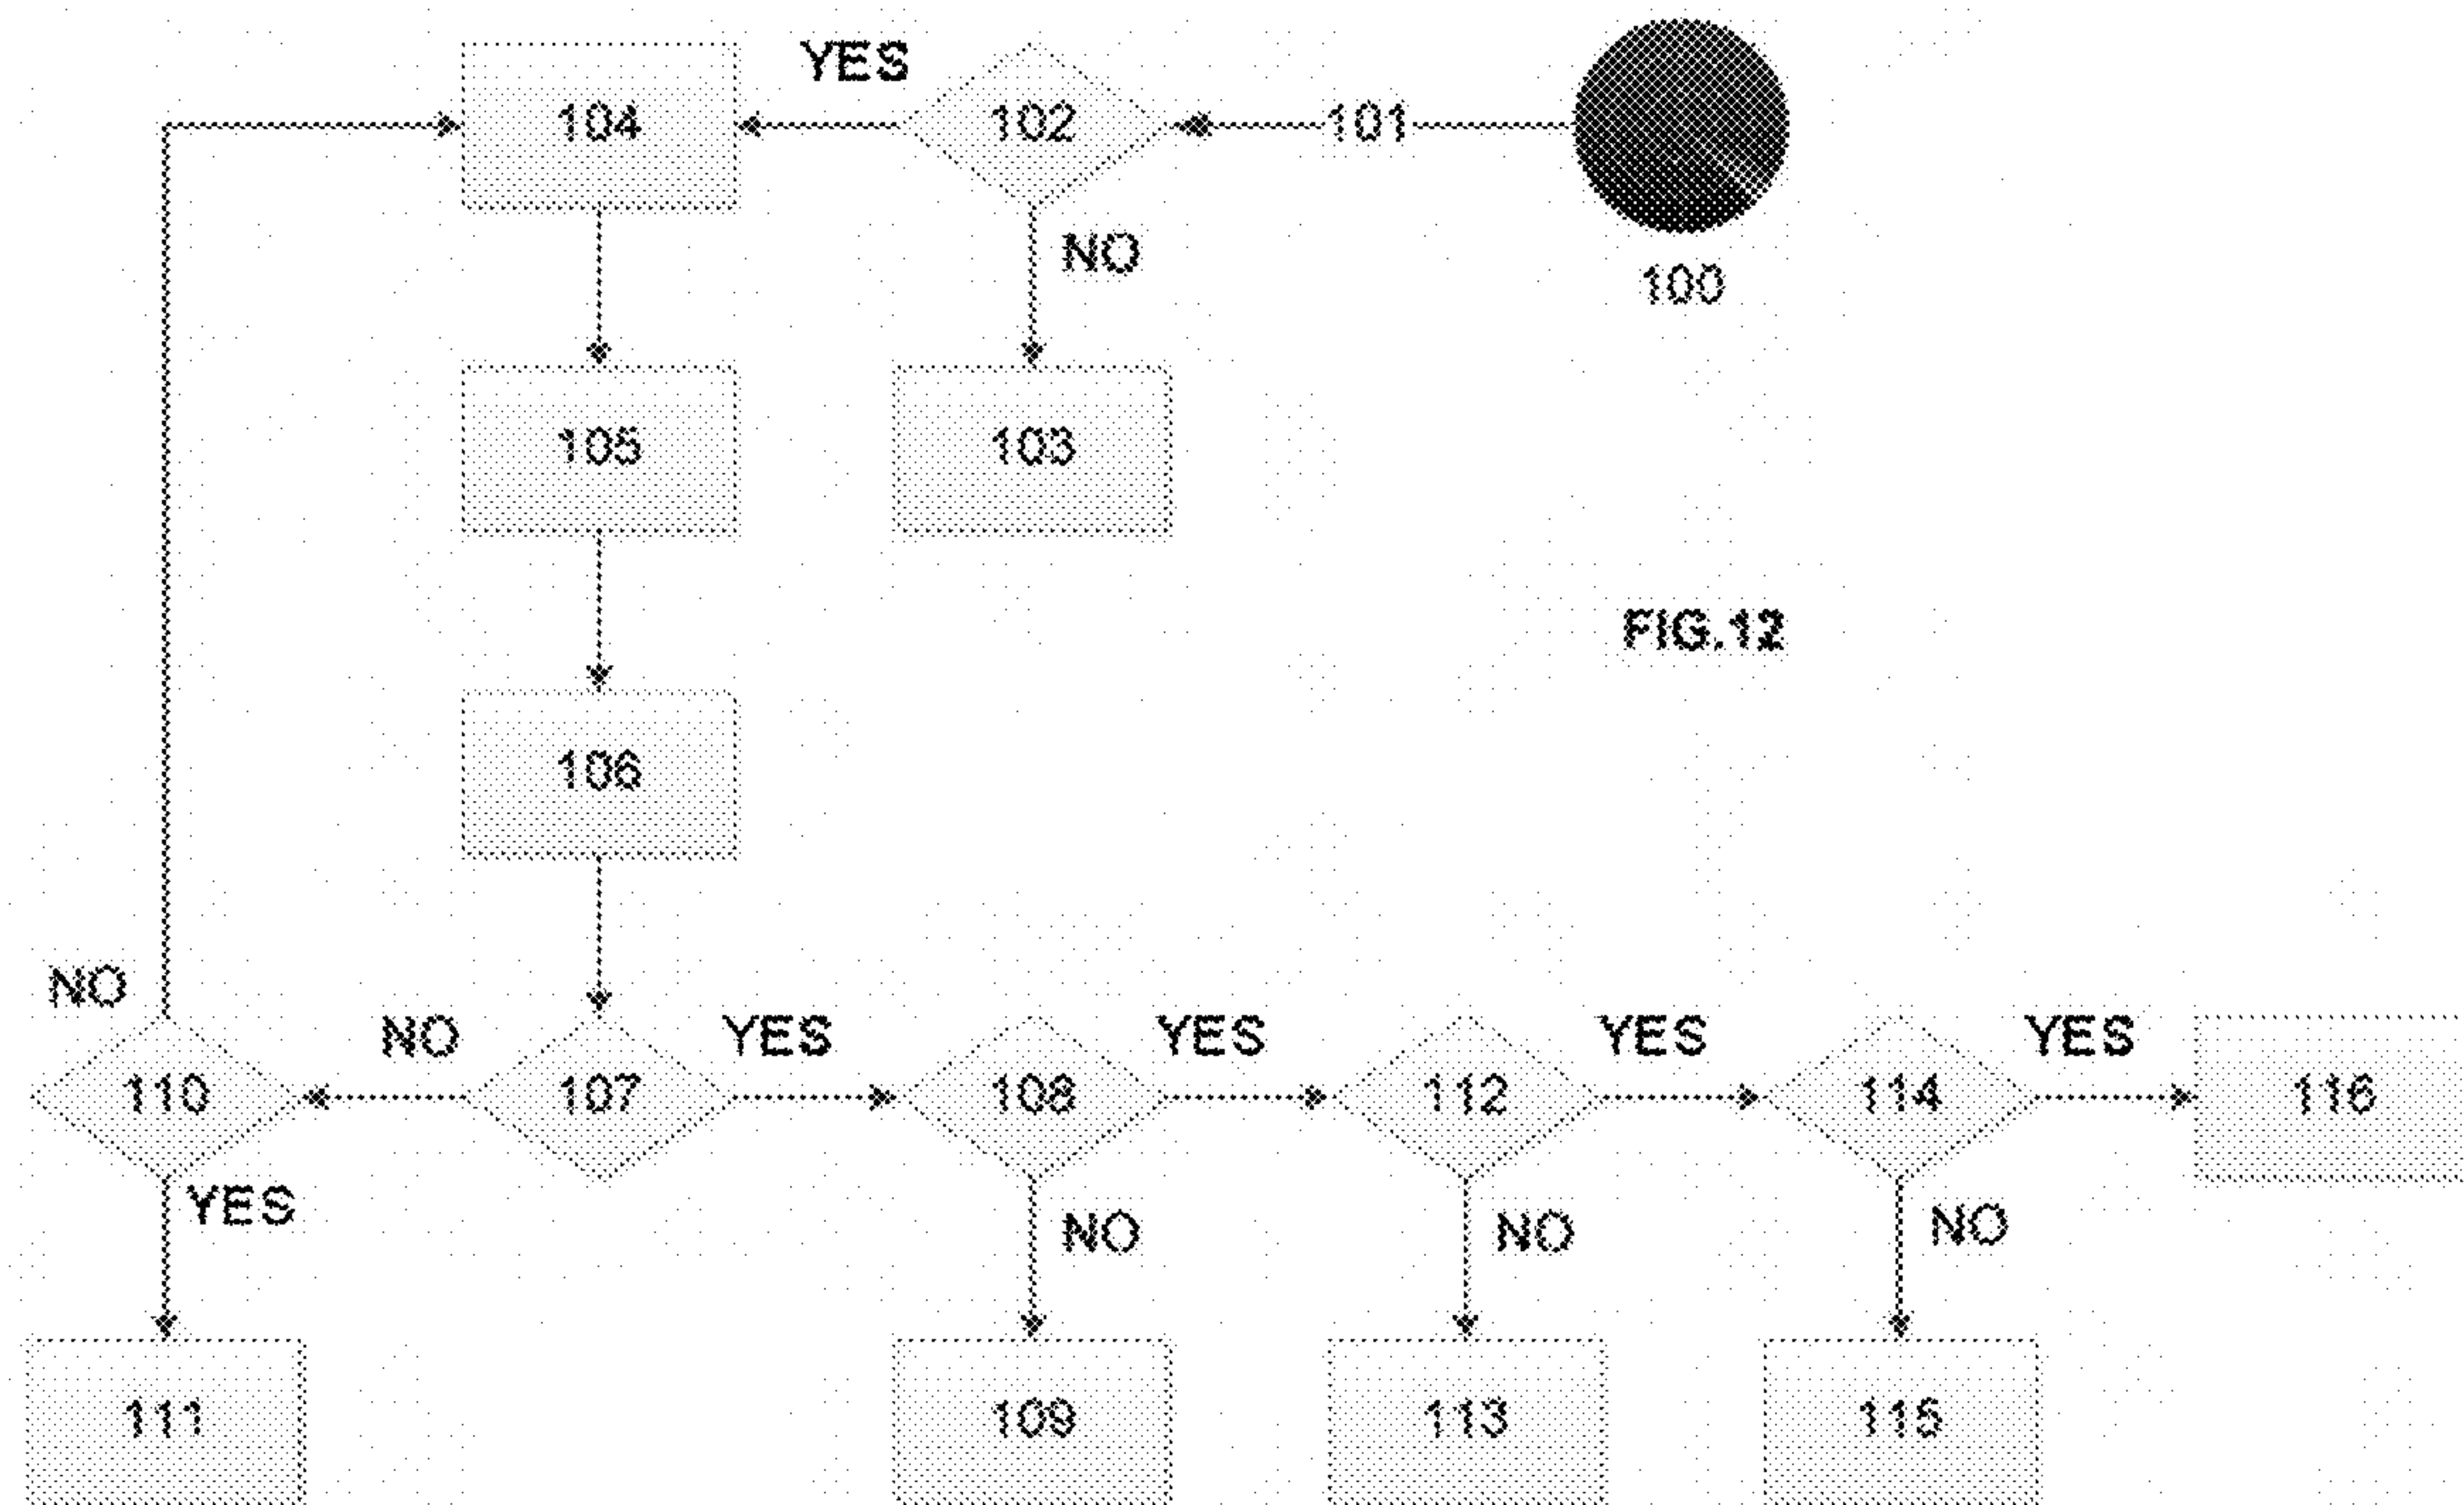 YES
104
102
101
NO
100
105
103
FIG.12
106
NO
NO
YES
YES
YES
YES
110
107
108
112
114
116
YES
NO
NO
NO
111
109
113
115